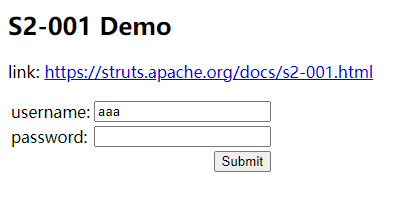 S2-001 Demo
link: https://struts.apache.org/docs/s2-001.html
username: aaa
password:
Submit